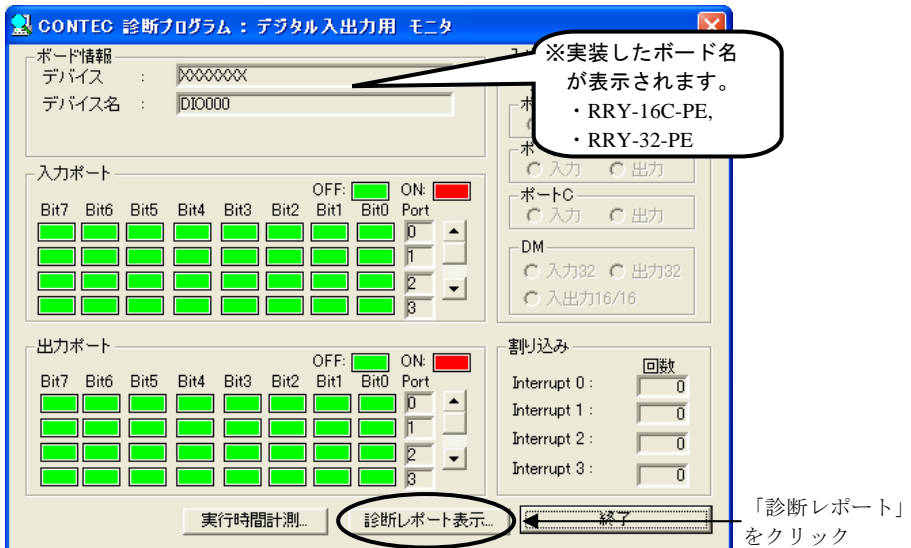 CONTEC 診断プログラム : デジタル入出力用 モニタ
ボード情報
デバイス : XXXXXXX
デバイス名 : DIO000
※実装したボード名
が表示されます。
・RRY-16C-PE,
・RRY-32-PE
入力ポート
OFF: ON:
Bit7 Bit6 Bit5 Bit4 Bit3 Bit2 Bit1 Bit0 Port
0
1
2
3
入力 出力
ポートC
入力 出力
DM
入力32 出力32
入出力16/16
出力ポート
OFF: ON:
Bit7 Bit6 Bit5 Bit4 Bit3 Bit2 Bit1 Bit0 Port
0
1
2
3
割り込み
回数
Interrupt 0 : 0
Interrupt 1 : 0
Interrupt 2 : 0
Interrupt 3 : 0
実行時間計測...
診断レポート表示...
終了
「診断レポート」
をクリック